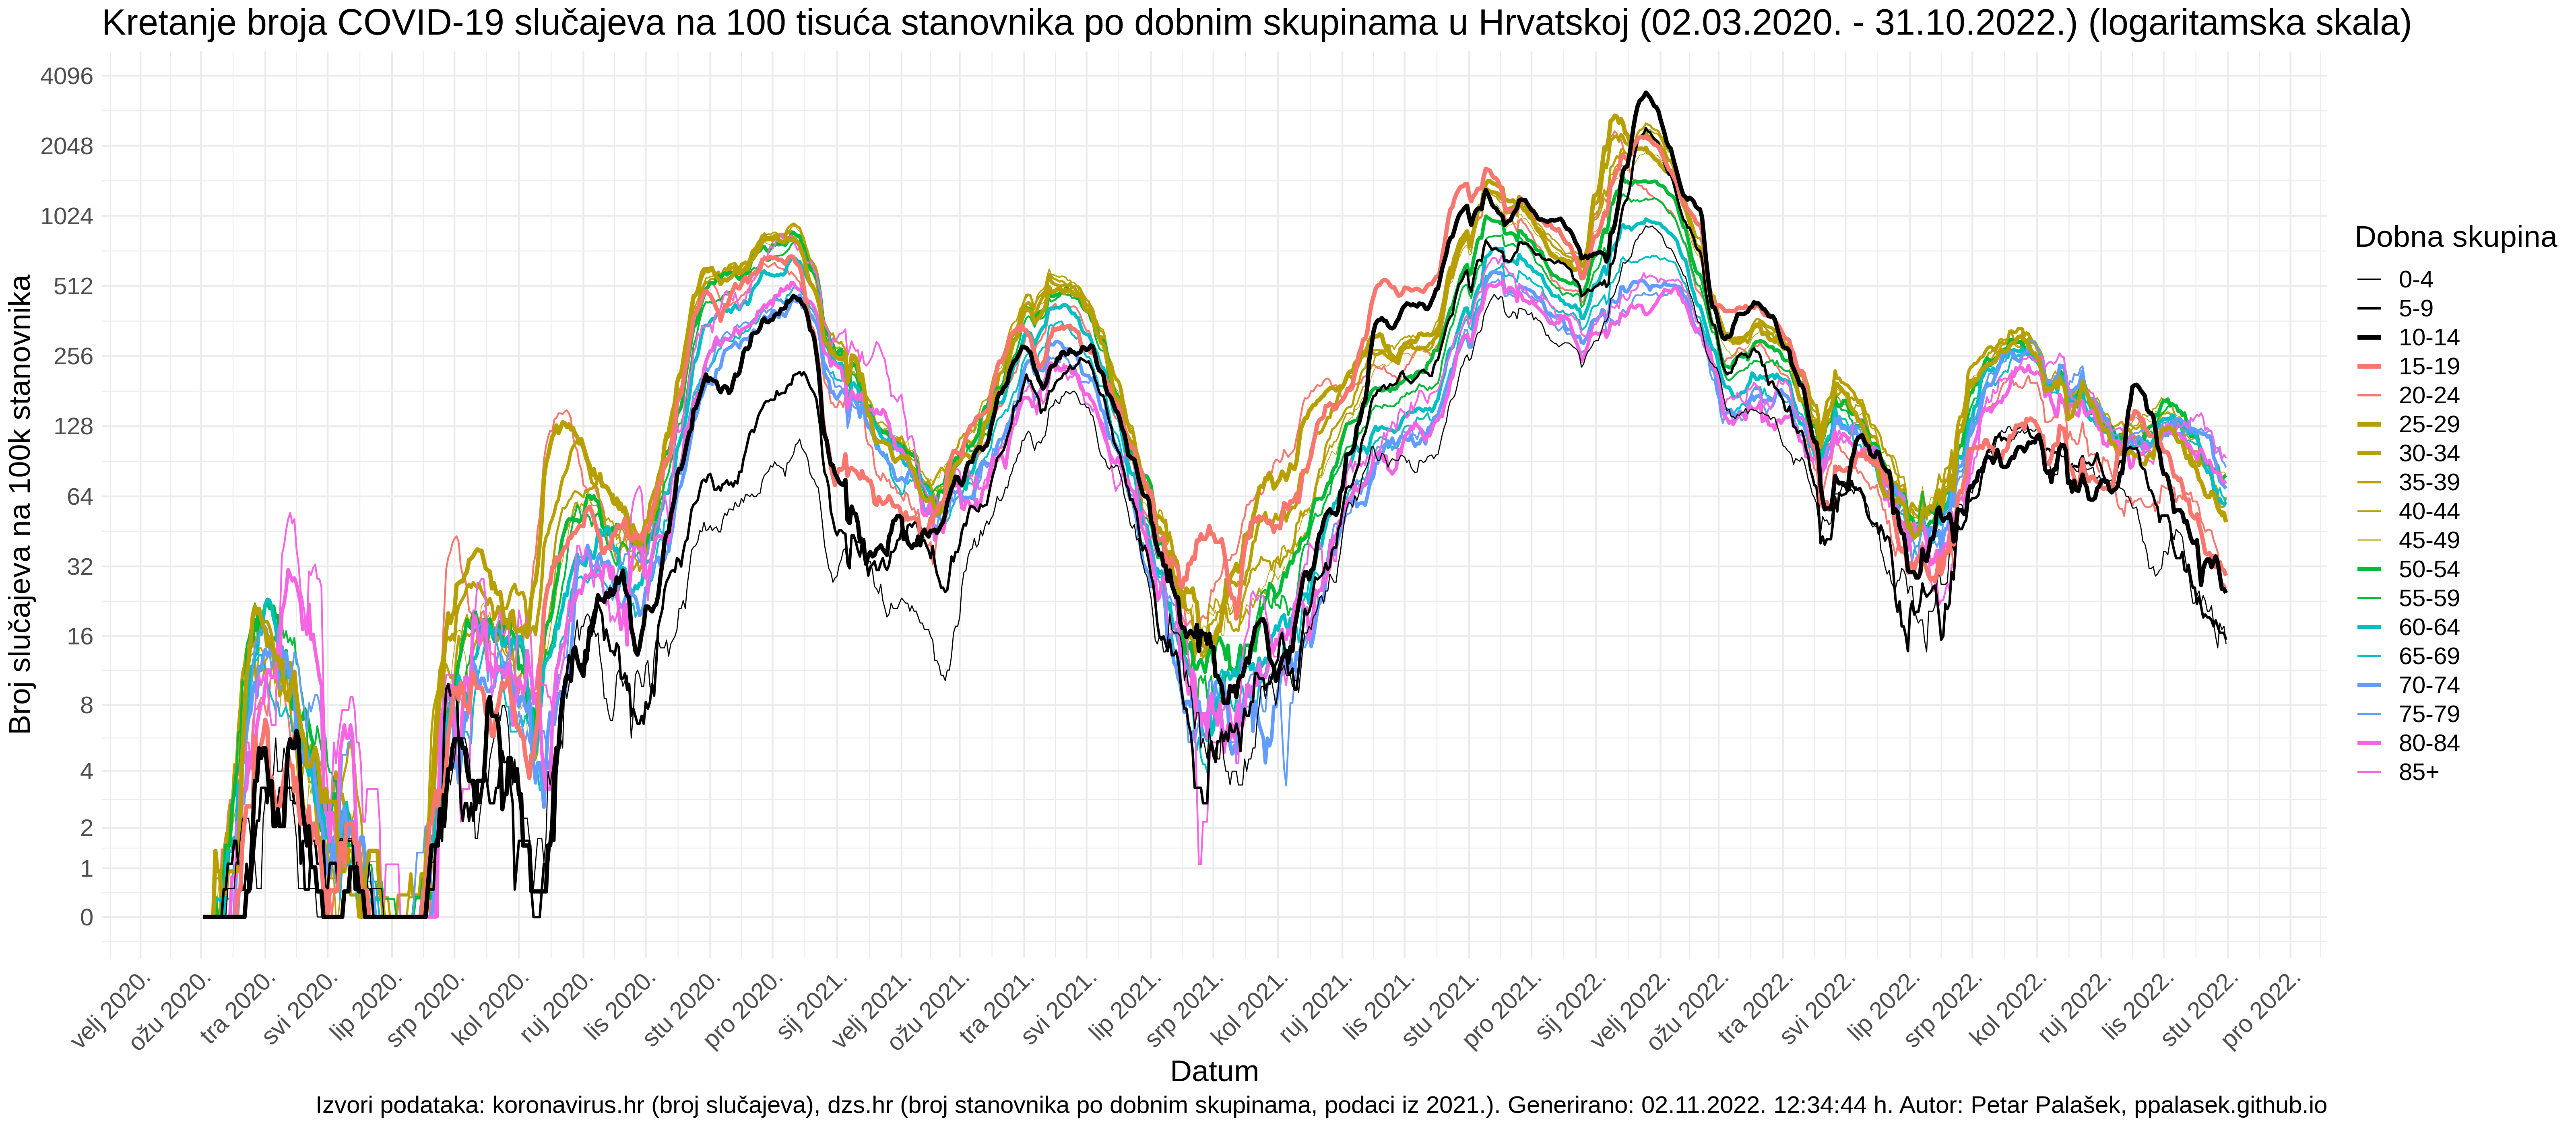 Kretanje broja COVID-19 slučajeva na 100 tisuća stanovnika po dobnim skupinama u Hrvatskoj (02.03.2020. - 31.10.2022.) (logaritamska skala)
Broj slučajeva na 100k stanovnika
4096
2048
1024
512
256
128
64
32
16
8
4
2
1
0
velj 2020.
ožu 2020.
tra 2020.
svi 2020.
lip 2020.
srp 2020.
kol 2020.
ruj 2020.
lis 2020.
stu 2020.
pro 2020.
sij 2021.
velj 2021.
ožu 2021.
tra 2021.
svi 2021.
lip 2021.
srp 2021.
kol 2021.
ruj 2021.
lis 2021.
stu 2021.
pro 2021.
sij 2022.
velj 2022.
ožu 2022.
tra 2022.
svi 2022.
lip 2022.
srp 2022.
kol 2022.
ruj 2022.
lis 2022.
stu 2022.
pro 2022.
Datum
Dobna skupina
0-4
5-9
10-14
15-19
20-24
25-29
30-34
35-39
40-44
45-49
50-54
55-59
60-64
65-69
70-74
75-79
80-84
85+
Izvori podataka: koronavirus.hr (broj slučajeva), dzs.hr (broj stanovnika po dobnim skupinama, podaci iz 2021.). Generirano: 02.11.2022. 12:34:44 h. Autor: Petar Palašek, ppalasek.github.io